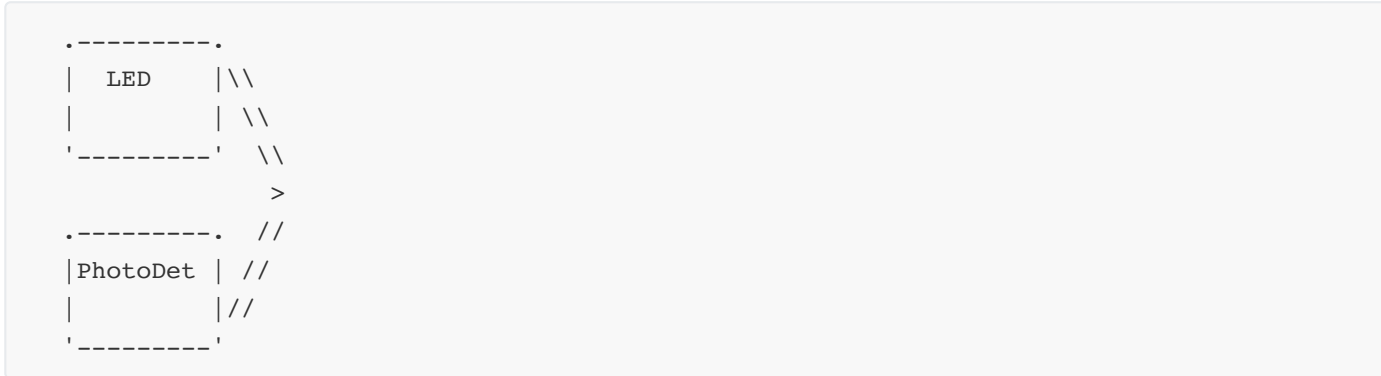 .---------.
|  LED    |\\
|         | \\
'---------'  \\
              >
.---------.  //
|PhotoDet | //
|         |//
'---------'